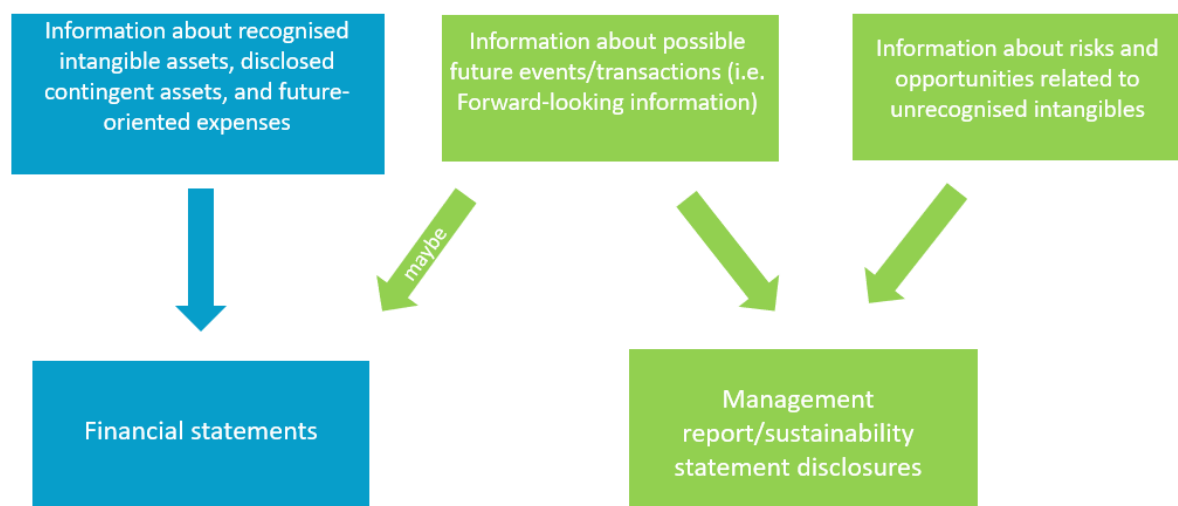 Information about recognised
intangible assets, disclosed
contingent assets, and future-
oriented expenses
Information about possible
future events/transactions (i.e.
Forward-looking information)
Information about risks and
opportunities related to
unrecognised intangibles
maybe
Financial statements
Management
report/sustainability
statement disclosures